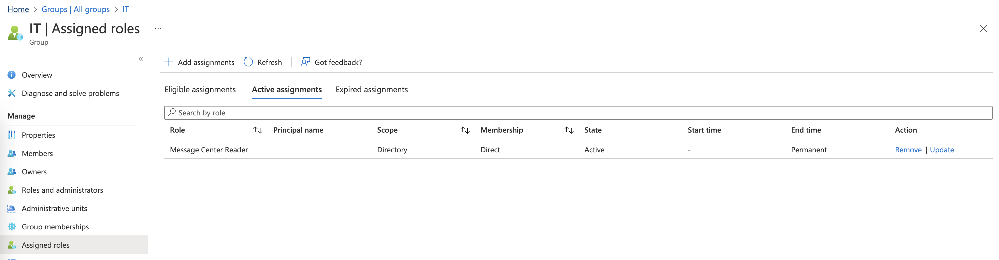 Home > Groups | All groups > IT
IT | Assigned roles ...
Group
«
Add assignments Refresh Got feedback?
Overview
Diagnose and solve problems
Manage
Properties
Members
Owners
Roles and administrators
Administrative units
Group memberships
Assigned roles
Eligible assignments Active assignments Expired assignments
Search by role
Role Principal name Scope Membership State Start time End time Action
Message Center Reader Directory Direct Active - Permanent Remove | Update